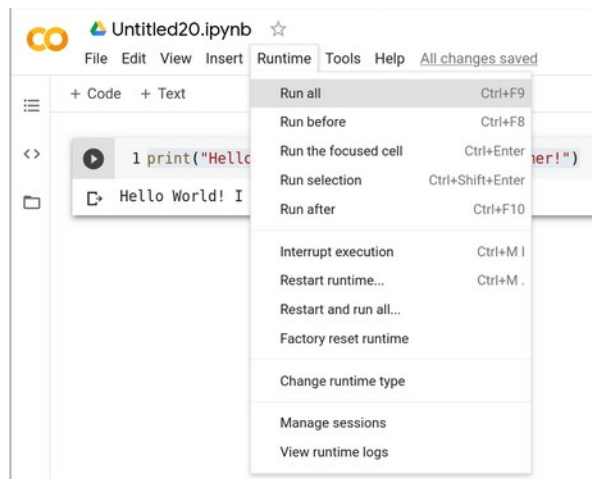 Untitled20.ipynb
File Edit View Insert Runtime Tools Help All changes saved
+ Code + Text
Run all Ctrl+F9
Run before Ctrl+F8
Run the focused cell Ctrl+Enter
Run selection Ctrl+Shift+Enter
Run after Ctrl+F10
Interrupt execution Ctrl+M I
Restart runtime... Ctrl+M .
Restart and run all...
Factory reset runtime
Change runtime type
Manage sessions
View runtime logs
1 print("Hello
mer!")
Hello World! I